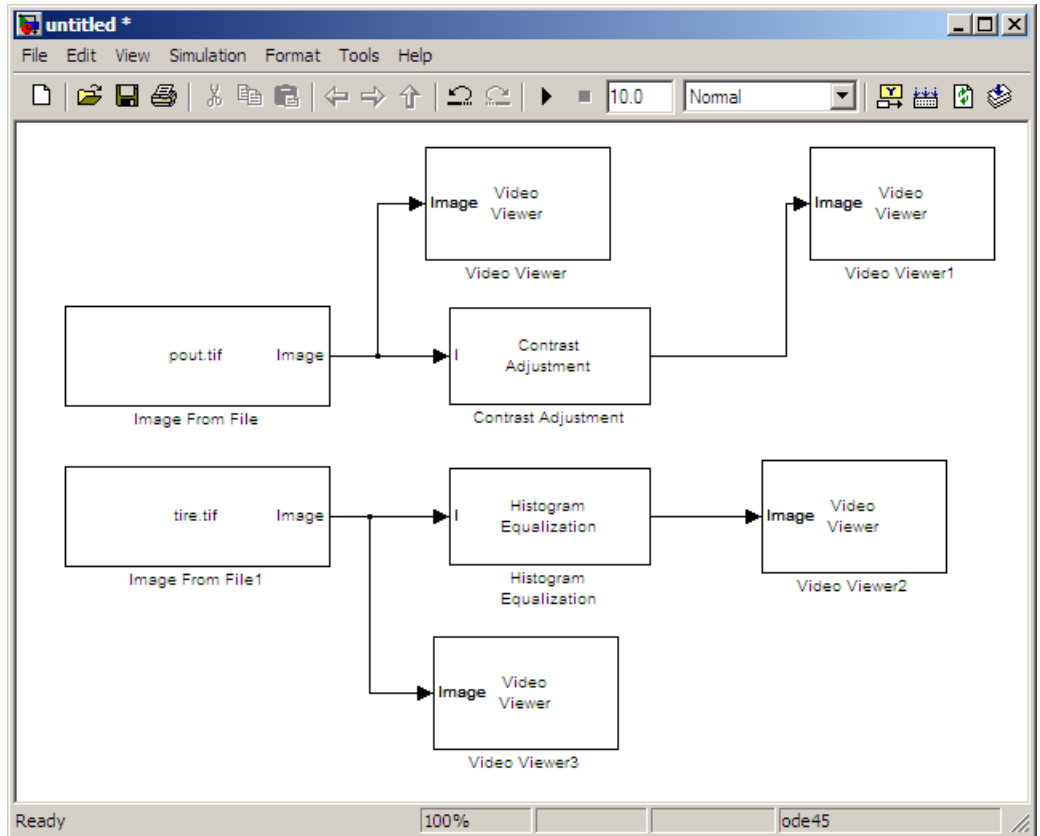 untitled *
File Edit View Simulation Format Tools Help
10.0 Normal
Image Video Viewer
Video Viewer
Image Video Viewer
Video Viewer1
pout.tif Image
Image From File
I Contrast Adjustment
Contrast Adjustment
tire.tif Image
Image From File1
I Histogram Equalization
Histogram
Equalization
Image Video Viewer
Video Viewer2
Image Video Viewer
Video Viewer3
Ready 100% ode45